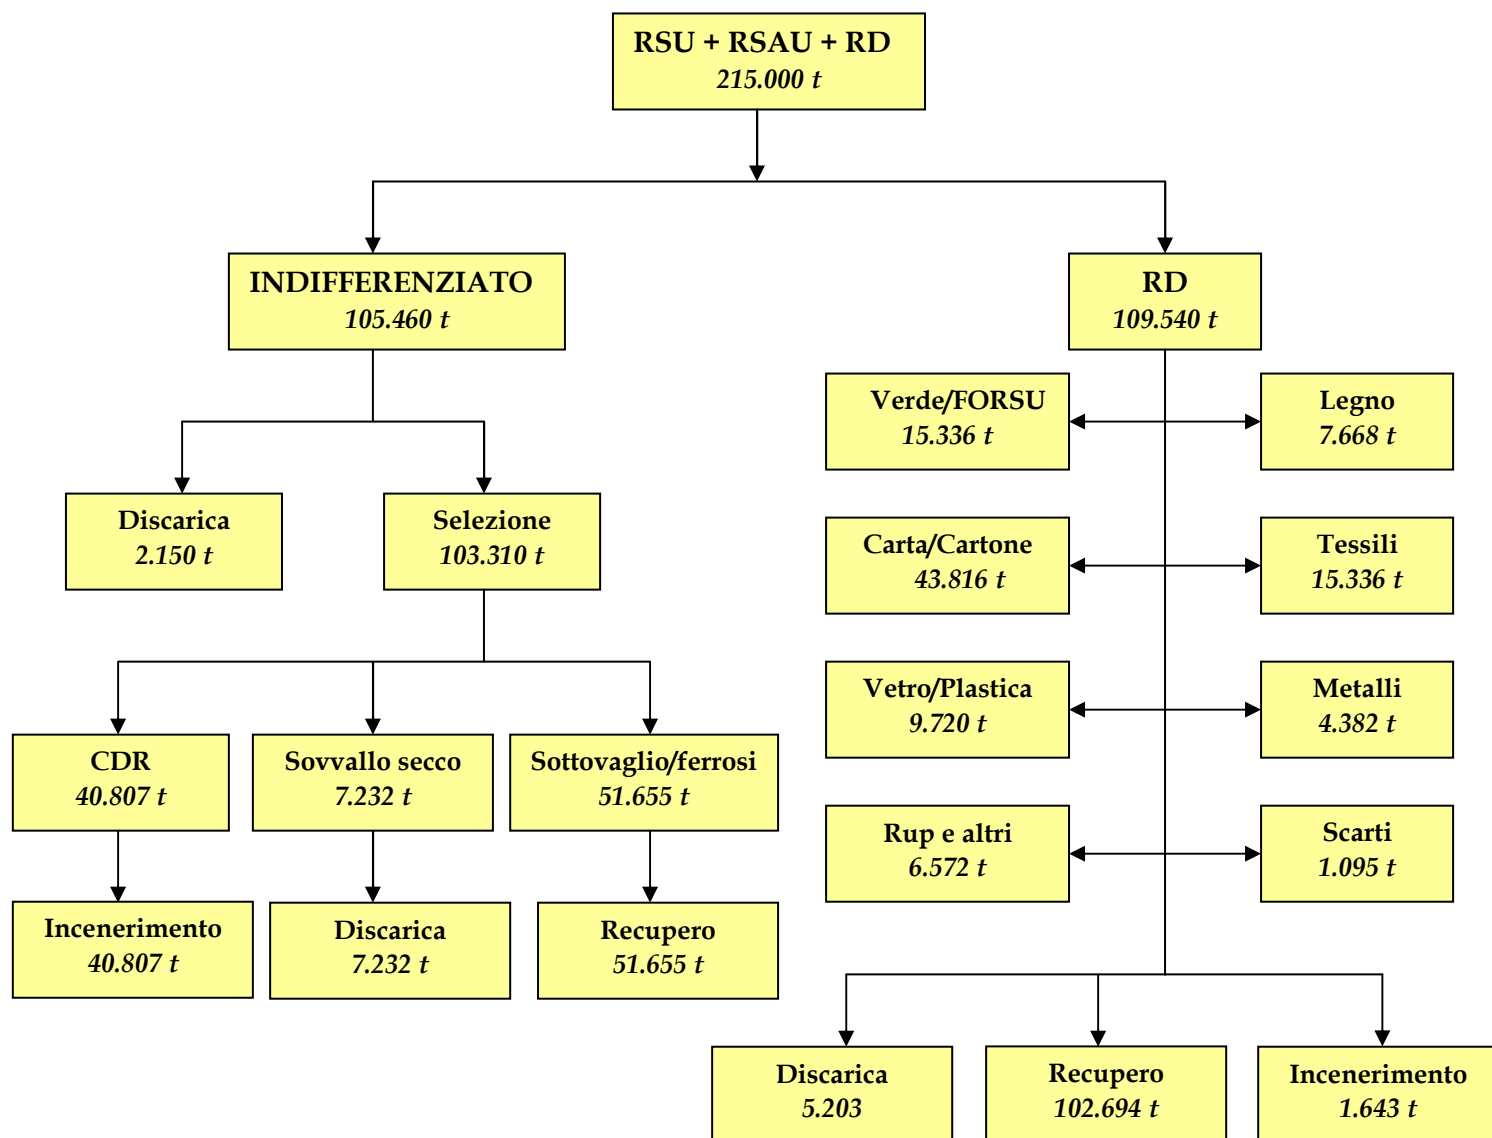 RSU + RSAU + RD
215.000 t
INDIFFERENZIATO
105.460 t
RD
109.540 t
Verde/FORSU
15.336 t
Legno
7.668 t
Discarica
2.150 t
Selezione
103.310 t
Carta/Cartone
43.816 t
Tessili
15.336 t
Vetro/Plastica
9.720 t
Metalli
4.382 t
CDR
40.807 t
Sovvallo secco
7.232 t
Sottovaglio/ferrosi
51.655 t
Rup e altri
6.572 t
Scarti
1.095 t
Incenerimento
40.807 t
Discarica
7.232 t
Recupero
51.655 t
Discarica
5.203
Recupero
102.694 t
Incenerimento
1.643 t